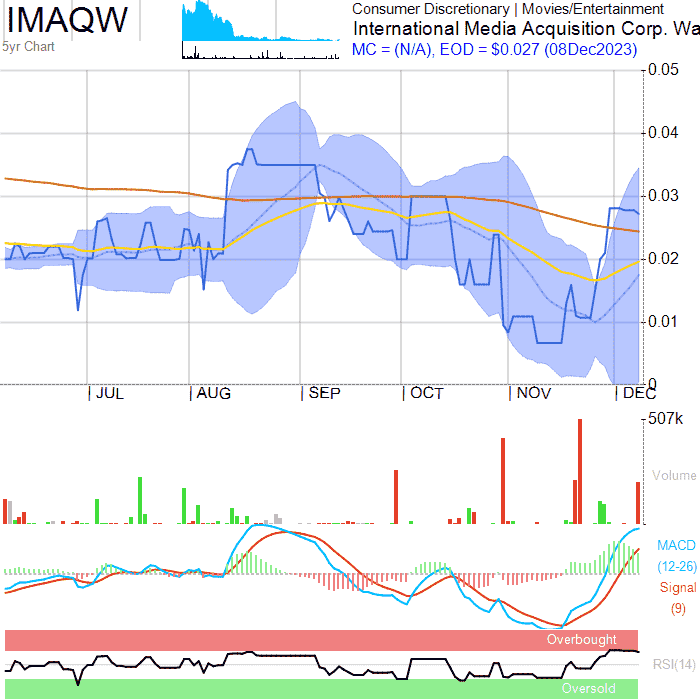 IMAQW
5yr Chart
Consumer Discretionary | Movies/Entertainment
International Media Acquisition Corp. Wa
MC = (N/A), EOD = $0.027 (08Dec2023)
0.05
0.04
0.03
0.02
0.01
0
JUL AUG SEP OCT NOV DEC
507k
Volume
MACD
(12-26)
Signal
(9)
Overbought
RSI(14)
Oversold